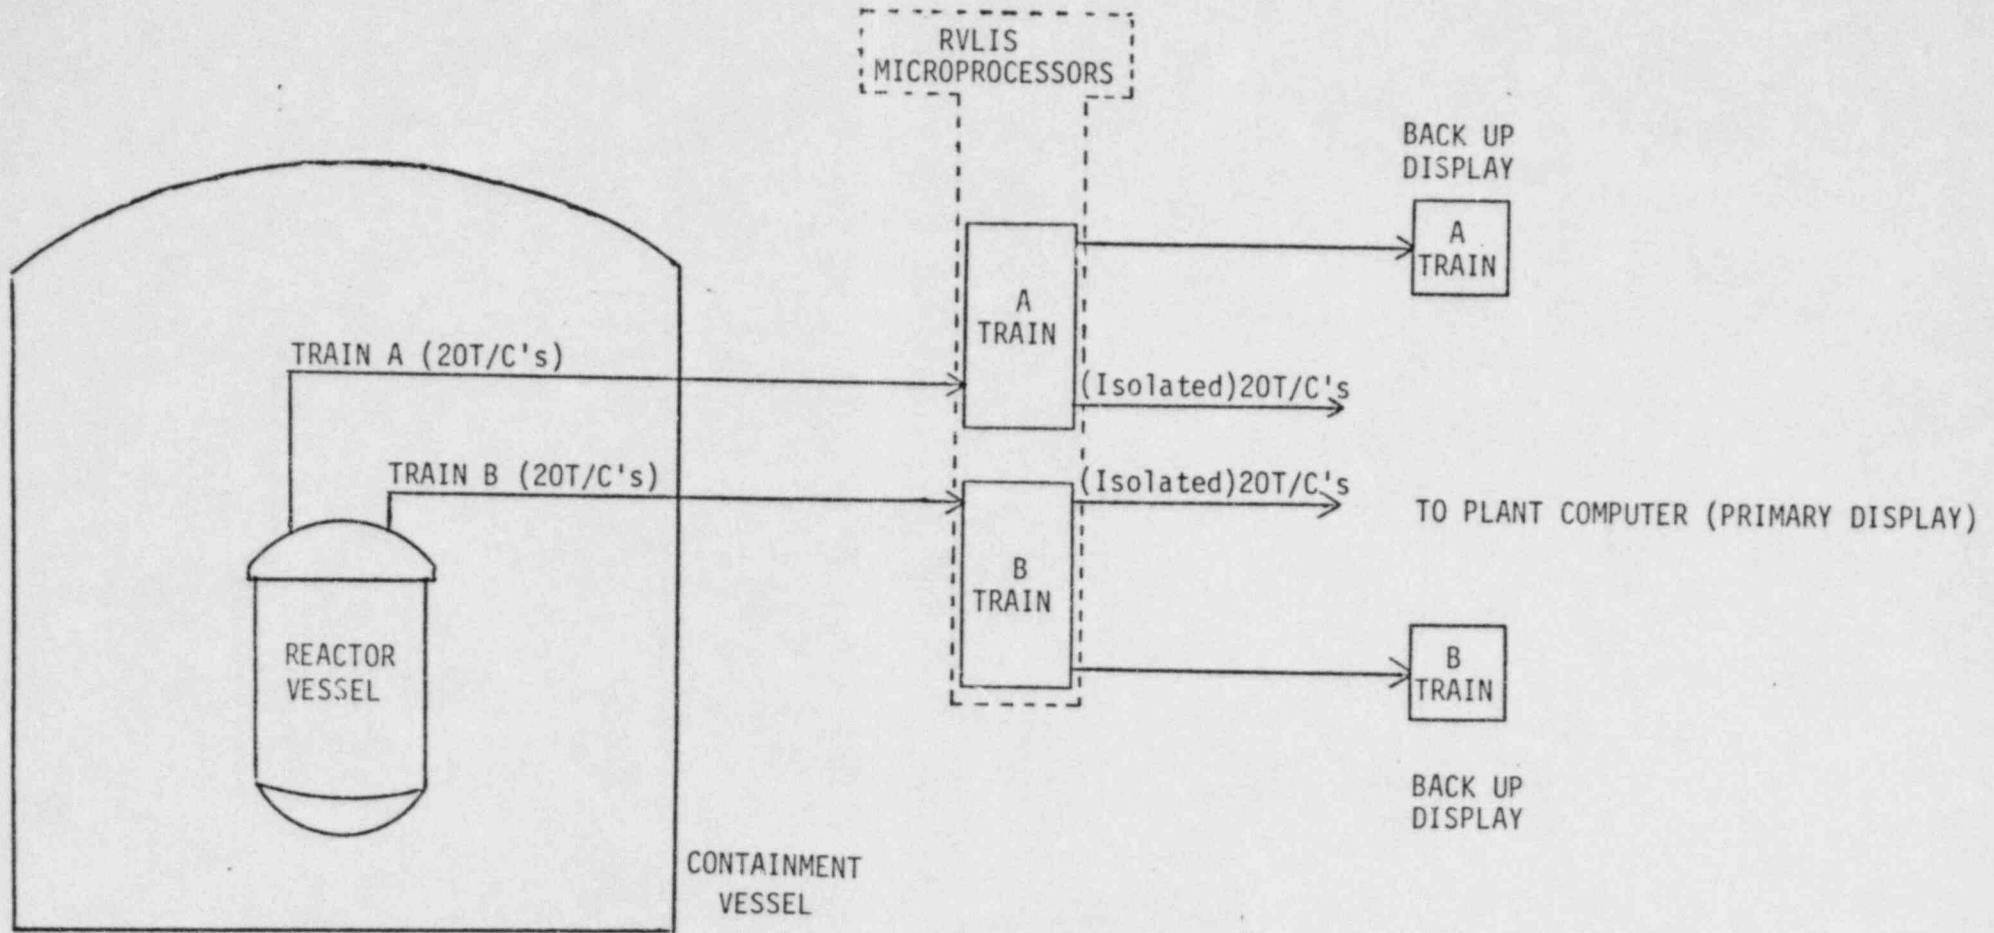 RVLIS
MICROPROCESSORS
BACK UP
DISPLAY
A
TRAIN
A
TRAIN
TRAIN A (20T/C's)
(Isolated)20T/C's
TRAIN B (20T/C's)
(Isolated)20T/C's
TO PLANT COMPUTER (PRIMARY DISPLAY)
B
TRAIN
REACTOR
VESSEL
B
TRAIN
BACK UP
DISPLAY
CONTAINMENT
VESSEL